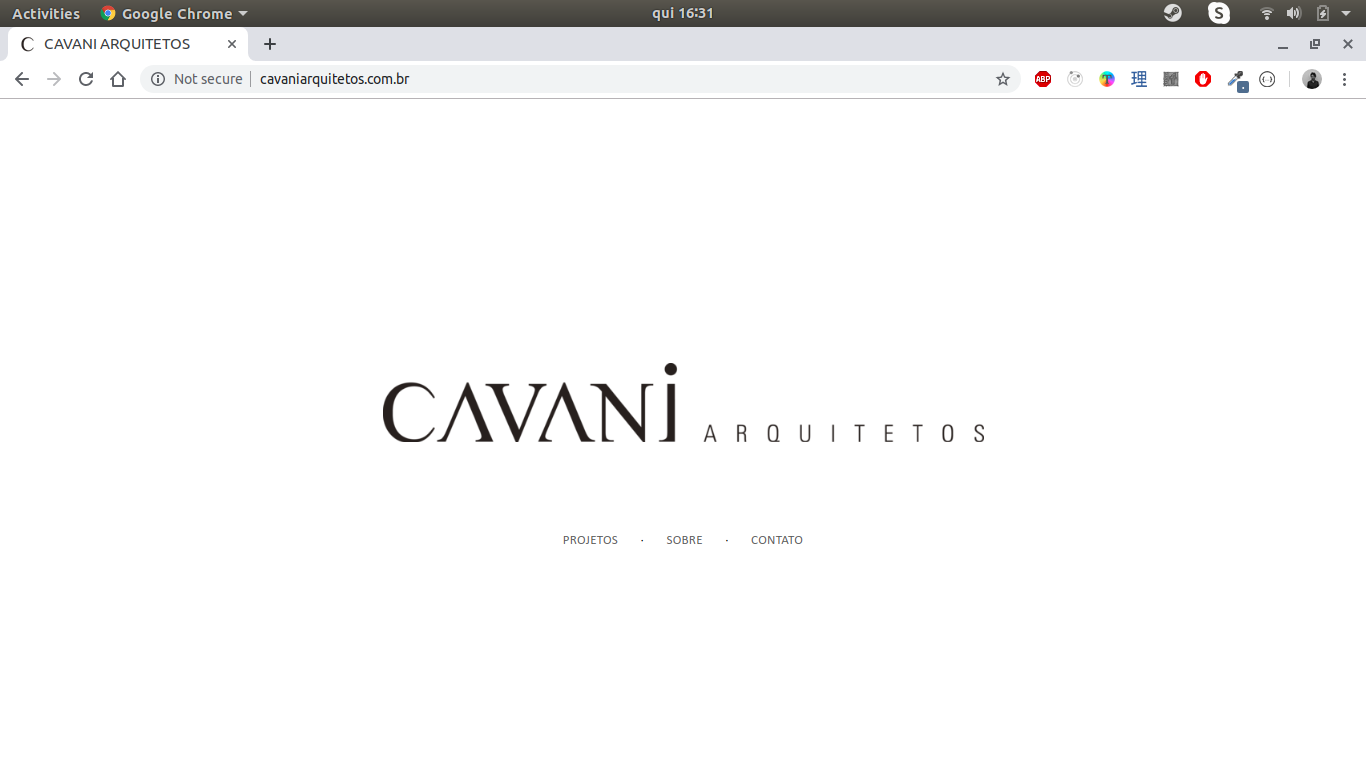 Activities Google Chrome qui 16:31 S
C CAVANI ARQUITETOS
Not secure cavaniarquitetos.com.br ABP T 理
CAVANi ARQUITETOS
PROJETOS · SOBRE · CONTATO